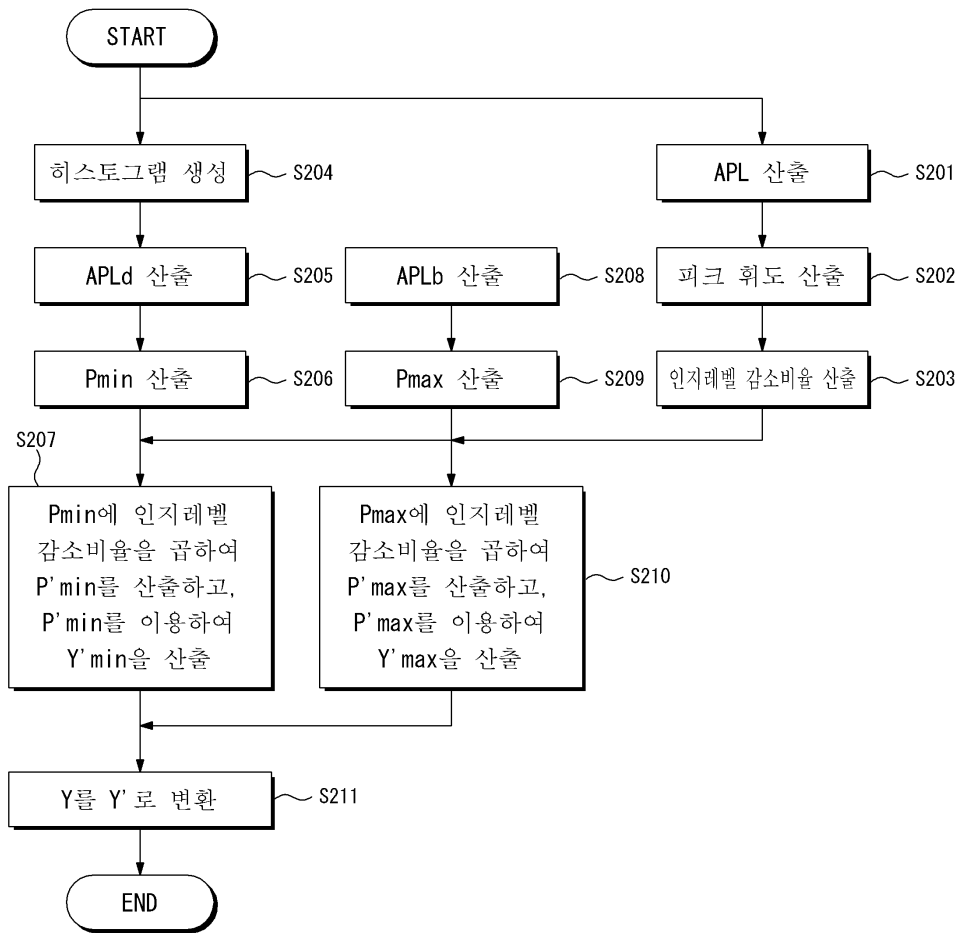 START
히스토그램 생성
S204
APL 산출
S201
APLd 산출
S205
APLb 산출
S208
피크 휘도 산출
S202
Pmin 산출
S206
Pmax 산출
S209
인지레벨 감소비율 산출
S203
S207
Pmin에 인지레벨
감소비율을 곱하여
P'min를 산출하고,
P'min를 이용하여
Y'min을 산출
Pmax에 인지레벨
감소비율을 곱하여
P'max를 산출하고,
P'max를 이용하여
Y'max을 산출
S210
Y를 Y'로 변환
S211
END